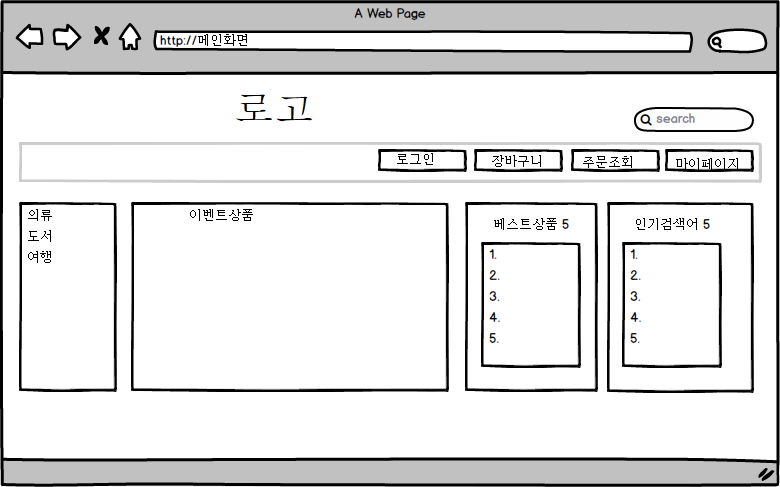 A Web Page
http://메인화면
로고
search
로그인 장바구니 주문조회 마이페이지
의류
도서
여행
이벤트상품
베스트상품 5
1.
2.
3.
4.
5.
인기검색어 5
1.
2.
3.
4.
5.